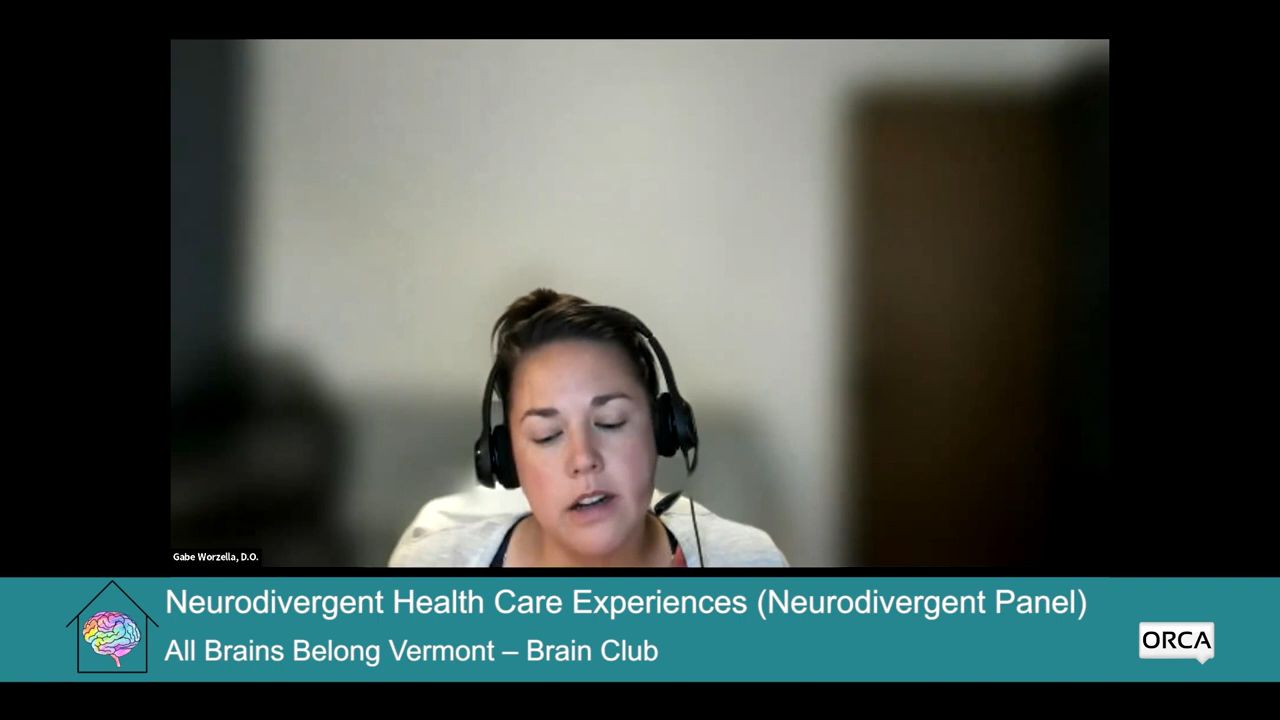 Gabe Worzella, D.O.
Neurodivergent Health Care Experiences (Neurodivergent Panel)
All Brains Belong Vermont – Brain Club
ORCA